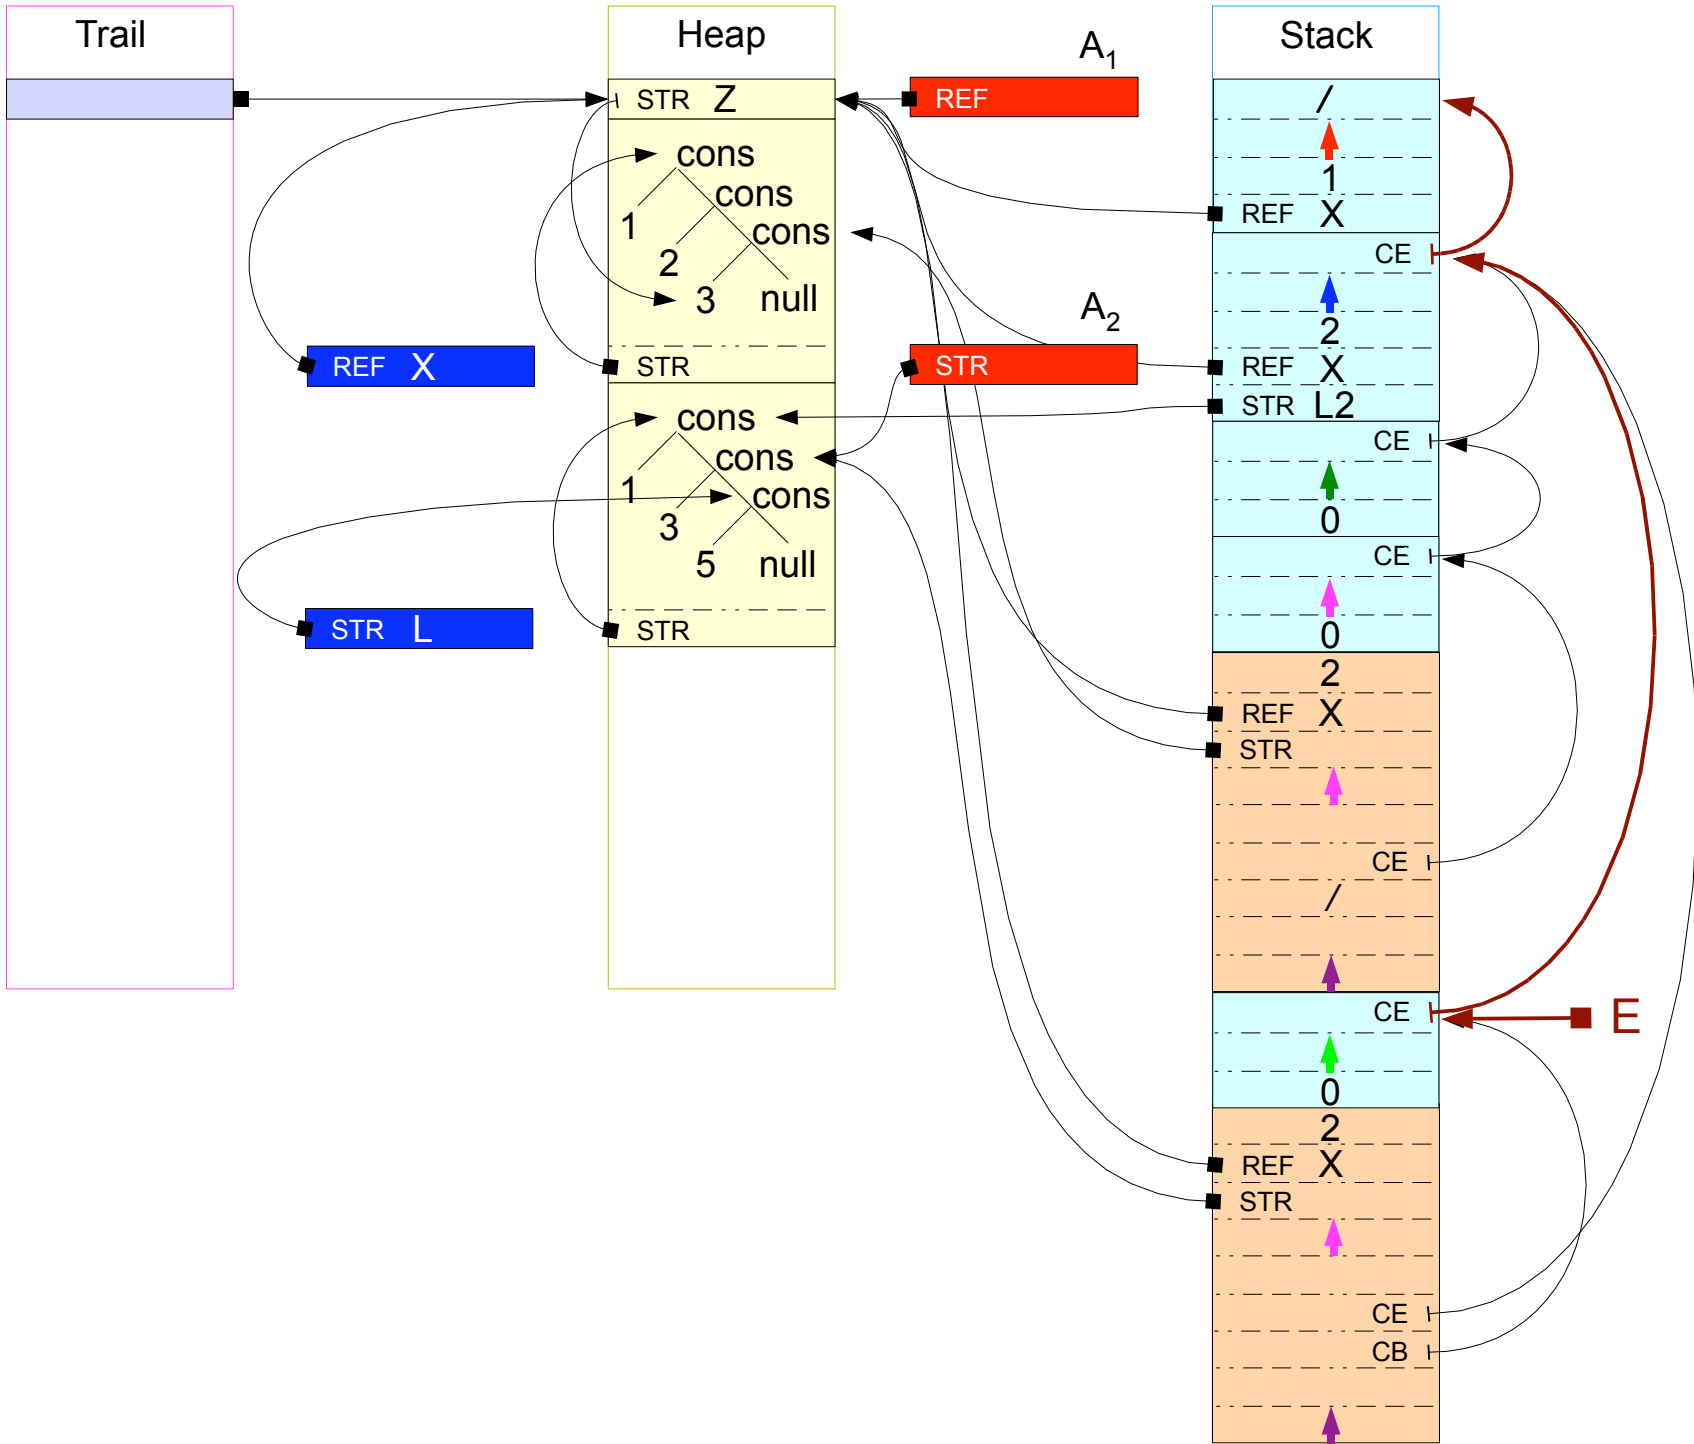 Trail
Heap
Stack
A1
STR Z
REF
/
cons
1
cons
2
cons
3
null
STR
REF X
cons
1
cons
3
cons
5
null
STR
STR L
A2
STR
1
REF X
CE
2
REF X
STR L2
CE
0
CE
0
2
REF X
STR
CE
/
CE
E
0
2
REF X
STR
CE
CB